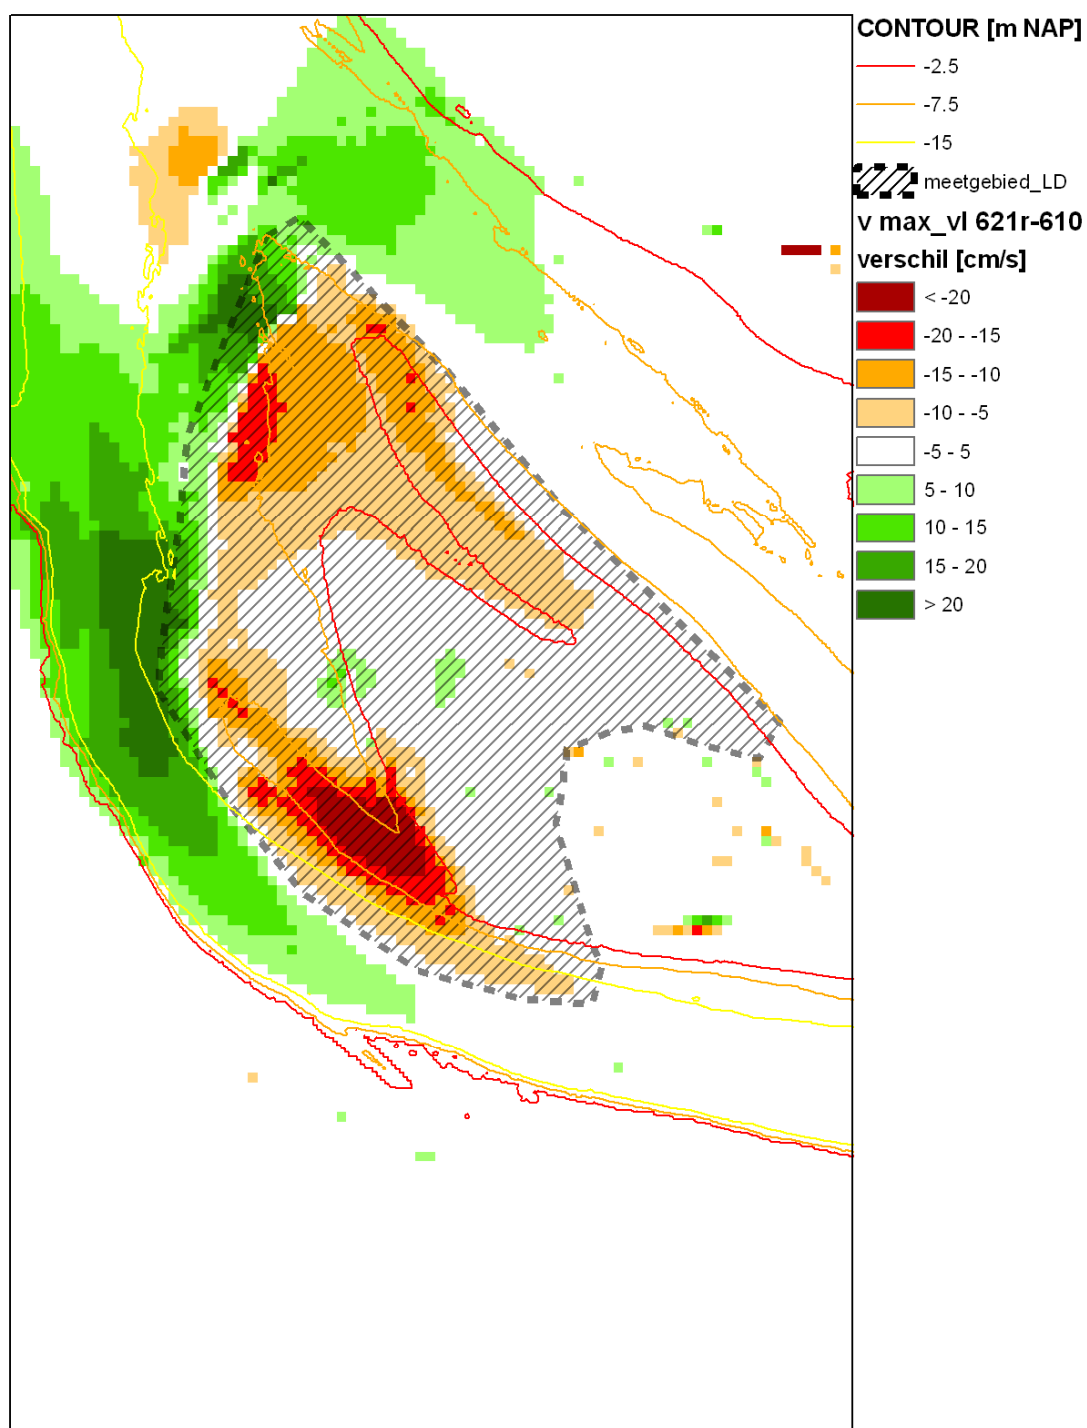 CONTOUR [m NAP]
-2.5
-7.5
-15
meetgebied_LD
v max_vl 621r-610
verschil [cm/s]
< -20
-20 - -15
-15 - -10
-10 - -5
-5 - 5
5 - 10
10 - 15
15 - 20
> 20